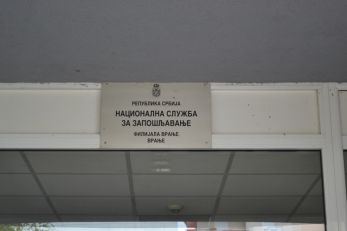 РЕПУБЛИКА СРБИЈА
НАЦИОНАЛНА СЛУЖБА
ЗА ЗАПОШЉАВАЊЕ
ФИЛИЈАЛА ВРАЊЕ
ВРАЊЕ